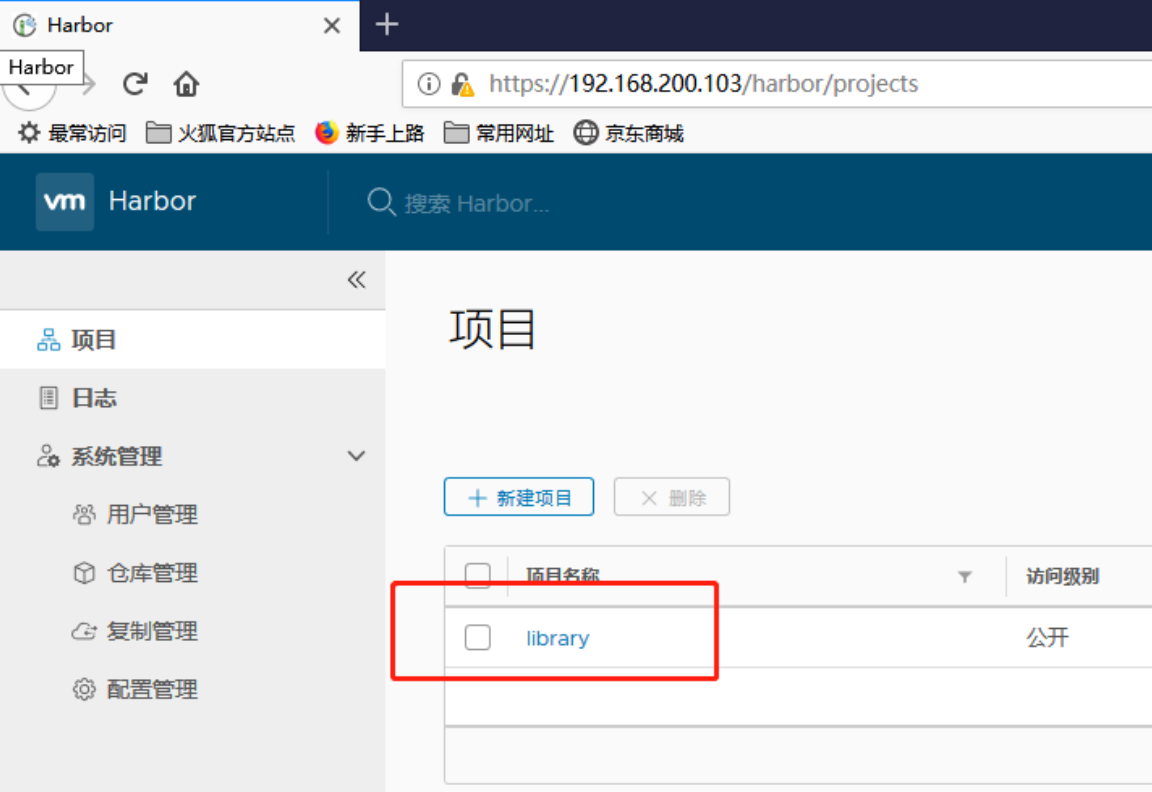 Harbor
Harbor
https://192.168.200.103/harbor/projects
最常访问 火狐官方站点 新手上路 常用网址 京东商城
vm Harbor 搜索 Harbor...
项目
项目
日志
系统管理
用户管理
仓库管理
复制管理
配置管理
新建项目 删除
项目名称 访问级别
library 公开